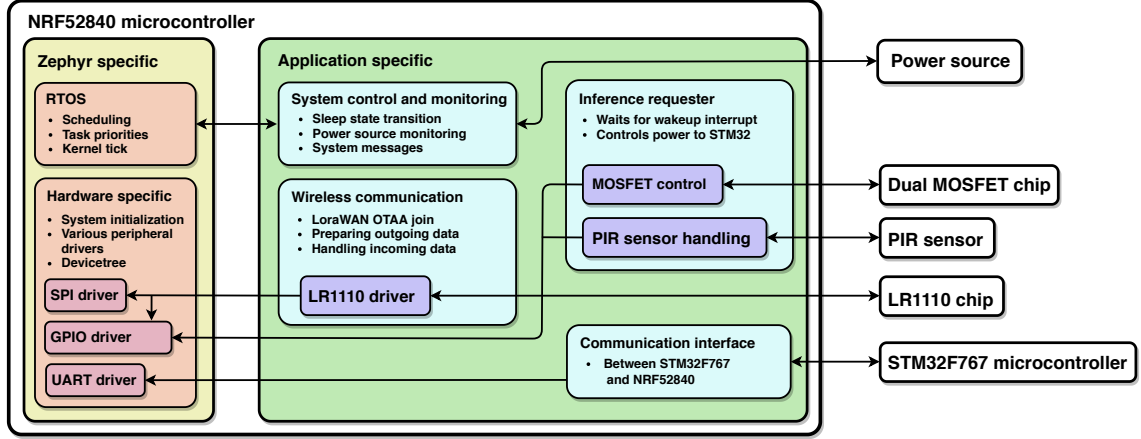 NRF52840 microcontroller
Zephyr specific
RTOS
• Scheduling
• Task priorities
• Kernel tick
Hardware specific
• System initialization
• Various peripheral
drivers
• Devicetree
SPI driver
GPIO driver
UART driver
Application specific
System control and monitoring
• Sleep state transition
• Power source monitoring
• System messages
Wireless communication
• LoraWAN OTAA join
• Preparing outgoing data
• Handling incoming data
LR1110 driver
Inference requester
• Waits for wakeup interrupt
• Controls power to STM32
MOSFET control
PIR sensor handling
Communication interface
• Between STM32F767
and NRF52840
Power source
Dual MOSFET chip
PIR sensor
LR1110 chip
STM32F767 microcontroller